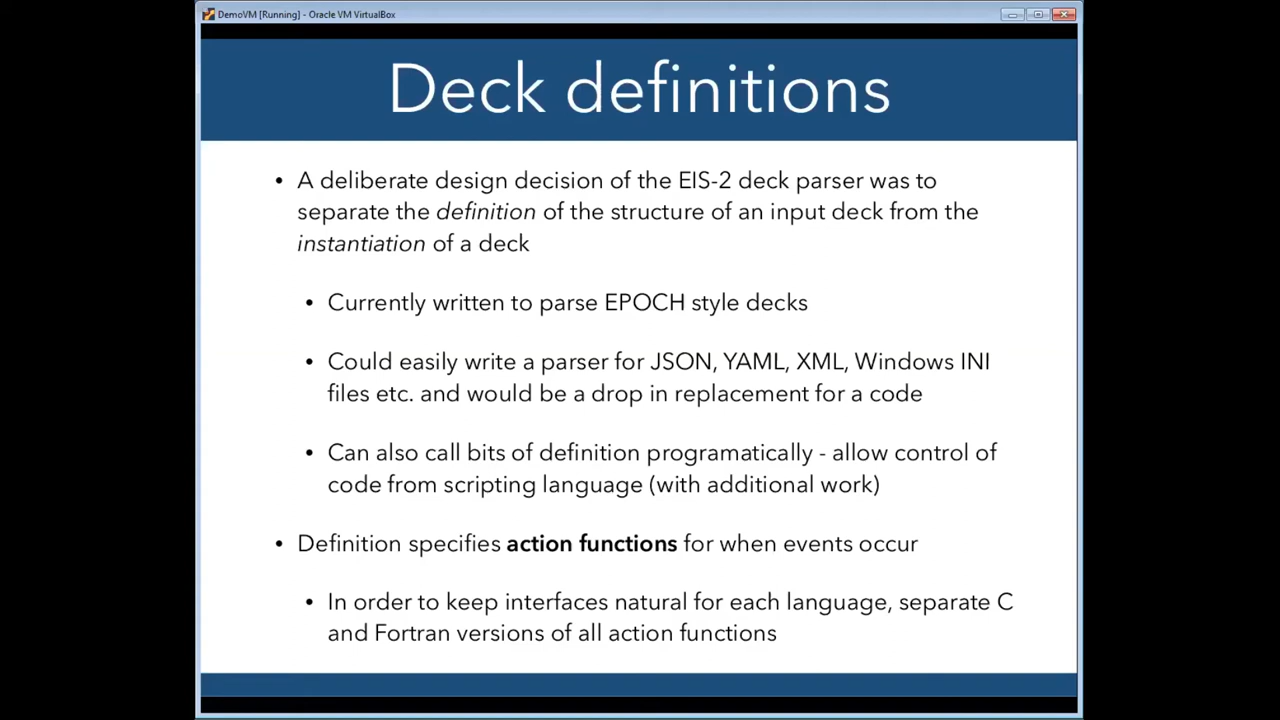 DemoVM [Running] - Oracle VM VirtualBox
Deck definitions
• A deliberate design decision of the EIS-2 deck parser was to
separate the definition of the structure of an input deck from the
instantiation of a deck
• Currently written to parse EPOCH style decks
• Could easily write a parser for JSON, YAML, XML, Windows INI
files etc. and would be a drop in replacement for a code
• Can also call bits of definition programatically - allow control of
code from scripting language (with additional work)
• Definition specifies action functions for when events occur
• In order to keep interfaces natural for each language, separate C
and Fortran versions of all action functions